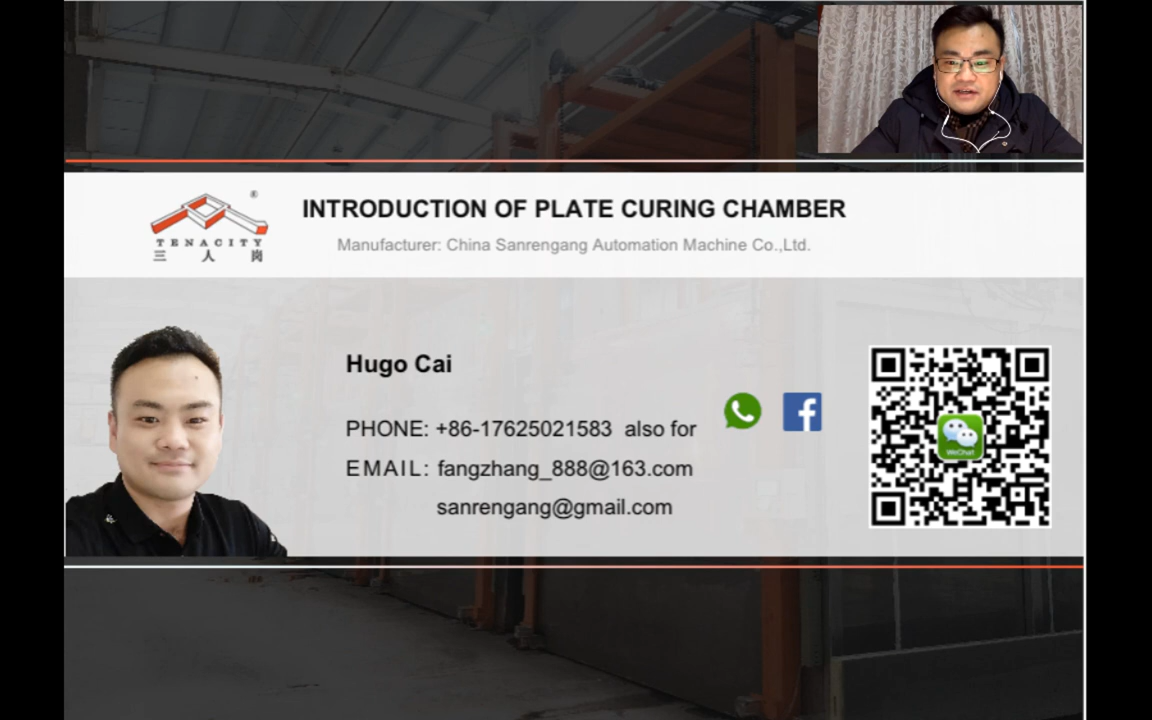 ®
INTRODUCTION OF PLATE CURING CHAMBER
Manufacturer: China Sanrengang Automation Machine Co.,Ltd.
TENACITY
三人岗
Hugo Cai
PHONE: +86-17625021583 also for
EMAIL: fangzhang_888@163.com
sanrengang@gmail.com
WeChat